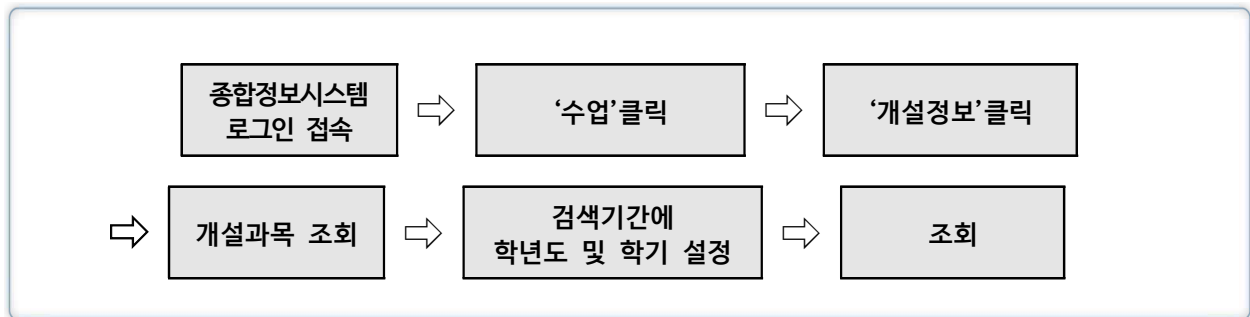 종합정보시스템
로그인 접속
⇨
‘수업’클릭
⇨
‘개설정보’클릭
⇨
개설과목 조회
⇨
검색기간에
학년도 및 학기 설정
⇨
조회